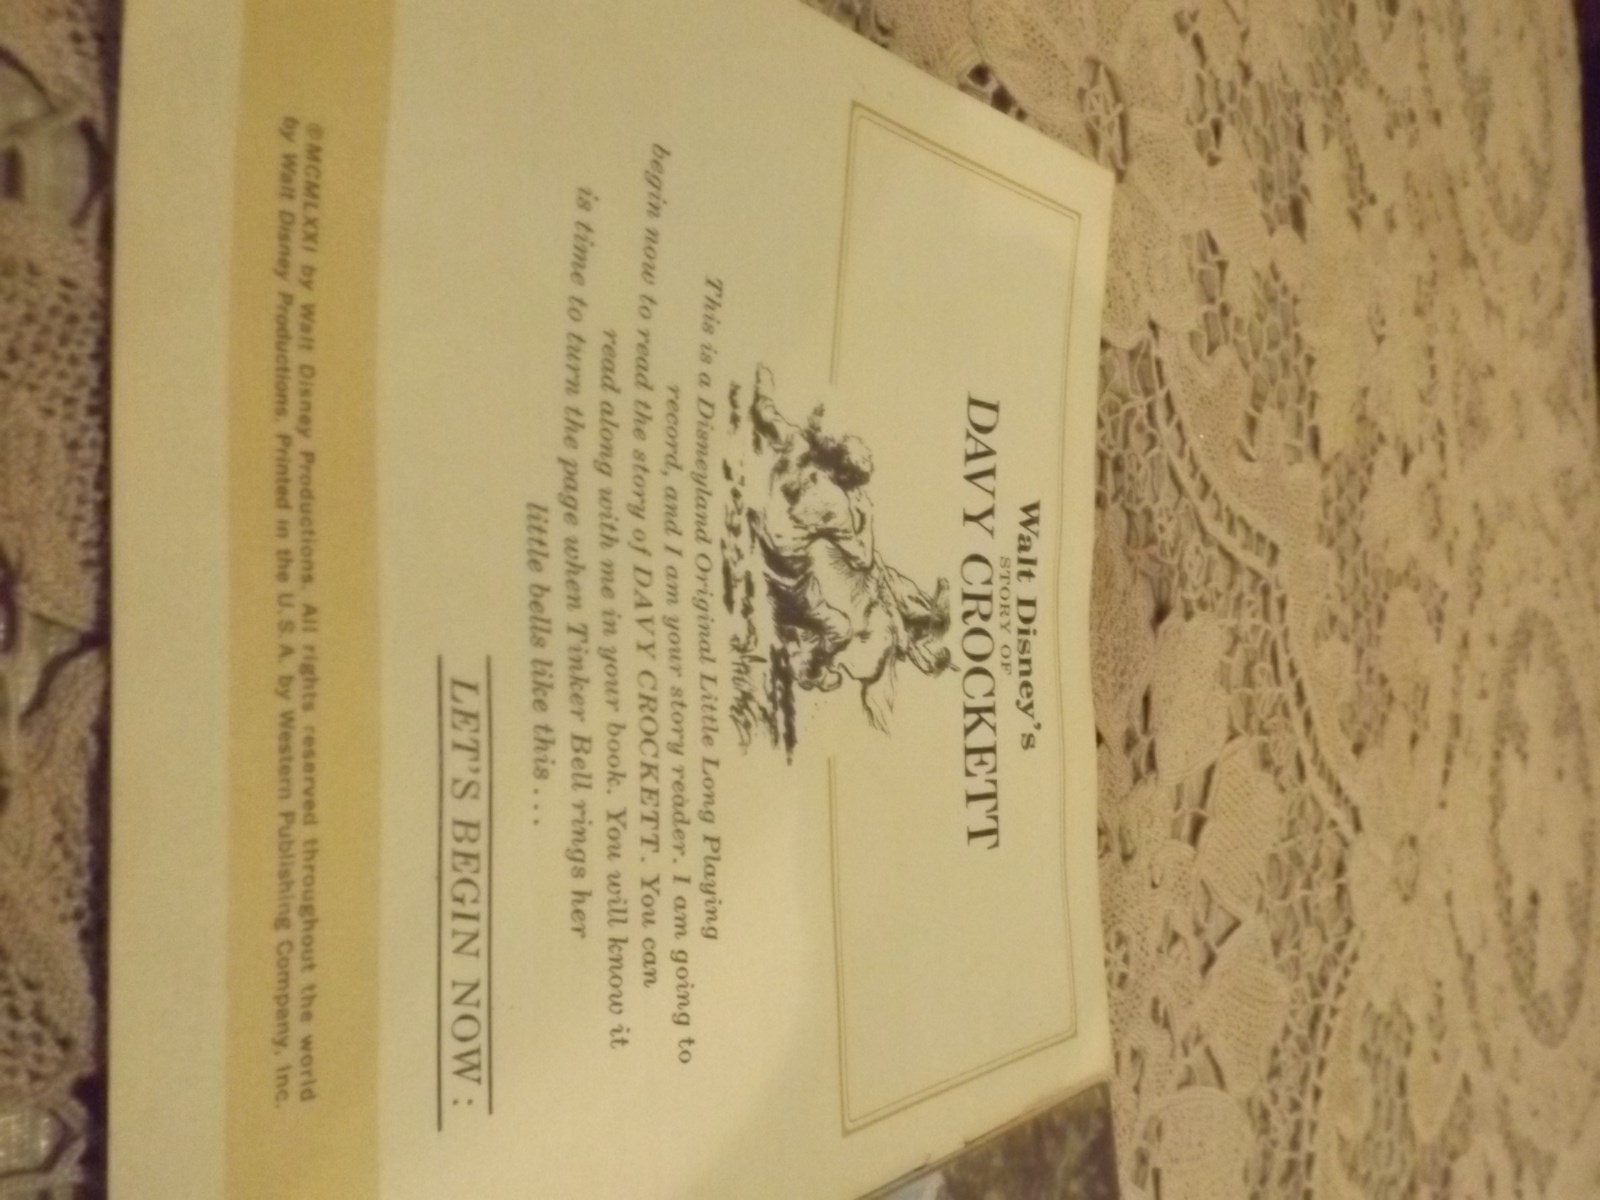 Walt Disney's
STORY OF
DAVY CROCKETT
This is a Disneyland Original Little Long Playing
record, and I am your story reader. I am going to
begin now to read the story of DAVY CROCKETT. You can
read along with me in your book. You will know it
is time to turn the page when Tinker Bell rings her
little bells like this...
LET'S BEGIN NOW:
©MCMLXXI by Walt Disney Productions. All rights reserved throughout the world
by Walt Disney Productions. Printed in the U.S.A. by Western Publishing Company, Inc.